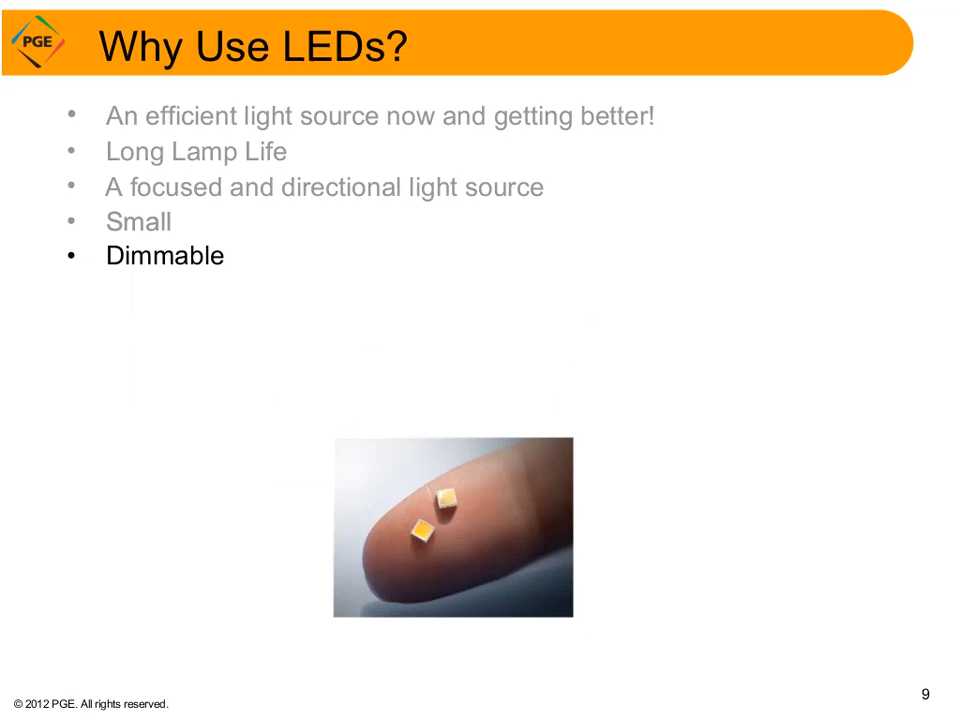 PGE
Why Use LEDs?
• An efficient light source now and getting better!
• Long Lamp Life
• A focused and directional light source
• Small
• Dimmable
© 2012 PGE. All rights reserved.
9